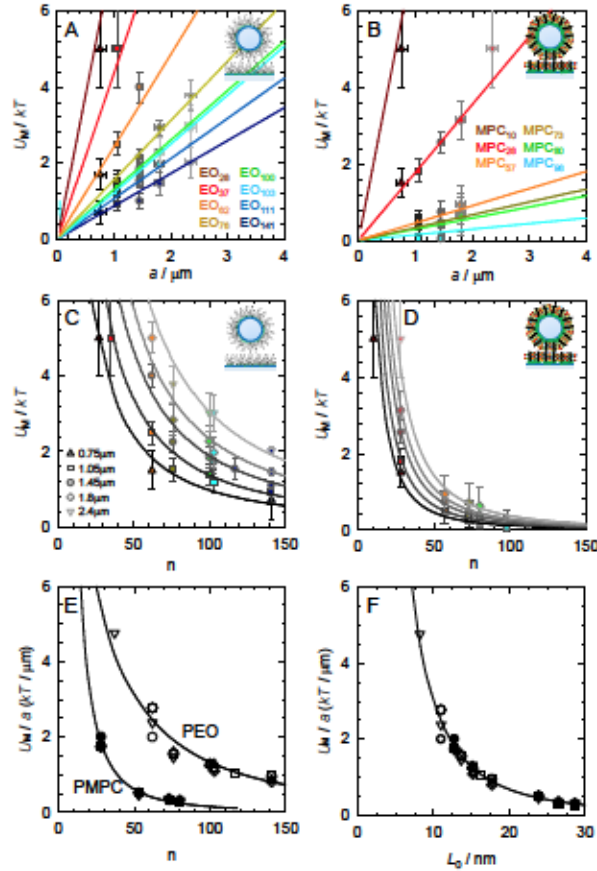 A
6
4
2
0
U_M / kT
0 1 2 3 4
a / μm
EO₂₈ EO₁₀₀
EO₃₇ EO₁₀₃
EO₆₂ EO₁₁₁
EO₇₆ EO₁₄₁
B
6
4
2
0
U_M / kT
0 1 2 3 4
a / μm
MPC₁₀ MPC₇₃
MPC₂₈ MPC₈₀
MPC₅₇ MPC₉₈
C
6
4
2
0
U_M / kT
0.75μm
1.05μm
1.45μm
1.8μm
2.4μm
0 50 100 150
n
D
6
4
2
0
U_M / kT
0 50 100 150
n
E
6
4
2
0
U_M / a (kT / μm)
PEO
PMPC
0 50 100 150
n
F
6
4
2
0
U_M / a (kT / μm)
0 10 20 30
L₀ / nm